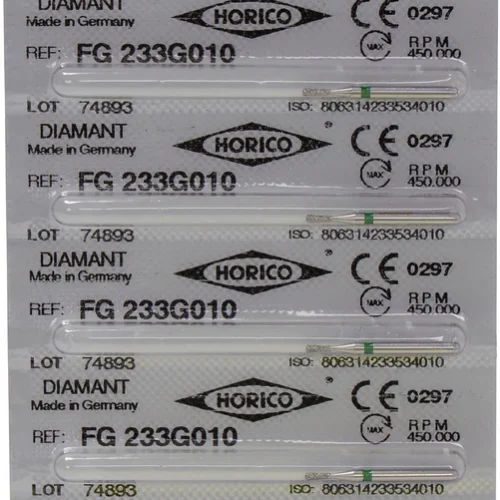 DIAMANT
Made in Germany
HORICO
CE 0297
REF: FG 233G010
MAX
RPM
450.000
LOT 74893
ISO: 806314233534010
DIAMANT
Made in Germany
HORICO ®
CE 0297
REF: FG 233G010
MAX
RPM
450.000
LOT 74893
ISO: 806314233534010
DIAMANT
Made in Germany
HORICO ®
CE 0297
REF: FG 233G010
MAX
RPM
450.000
LOT 74893
ISO: 806314233534010
DIAMANT
Made in Germany
HORICO ®
CE 0297
REF: FG 233G010
MAX
RPM
450.000
LOT 74893
ISO: 806314233534010